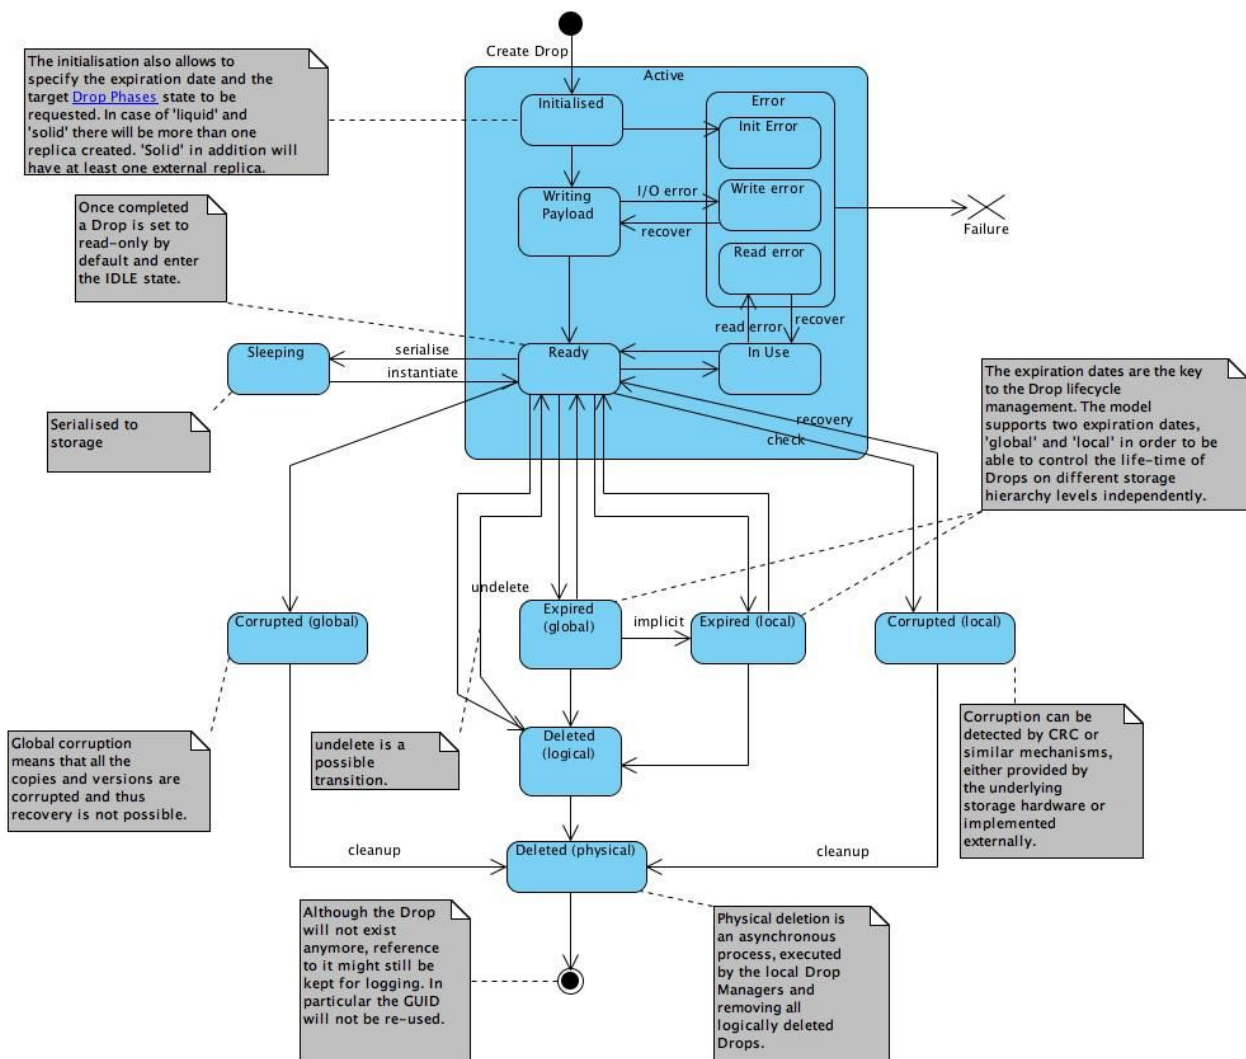 Create Drop
The initialisation also allows to
specify the expiration date and the
target Drop Phases state to be
requested. In case of 'liquid' and
'solid' there will be more than one
replica created. 'Solid' in addition will
have at least one external replica.
Active
Initialised
Error
Init Error
Once completed
a Drop is set to
read-only by
default and enter
the IDLE state.
Writing
Payload
I/O error
Write error
recover
Failure
Read error
read error
recover
Sleeping
serialise
instantiate
Ready
In Use
The expiration dates are the key
to the Drop lifecycle
management. The model
supports two expiration dates,
'global' and 'local' in order to be
able to control the life-time of
Drops on different storage
hierarchy levels independently.
Serialised to
storage
recovery
check
undelete
Corrupted (global)
Expired
(global)
implicit
Expired (local)
Corrupted (local)
Global corruption
means that all the
copies and versions are
corrupted and thus
recovery is not possible.
undelete is a
possible
transition.
Deleted
(logical)
Corruption can be
detected by CRC or
similar mechanisms,
either provided by
the underlying
storage hardware or
implemented
externally.
cleanup
Deleted (physical)
cleanup
Although the Drop
will not exist
anymore, reference
to it might still be
kept for logging. In
particular the GUID
will not be re-used.
Physical deletion is
an asynchronous
process, executed
by the local Drop
Managers and
removing all
logically deleted
Drops.